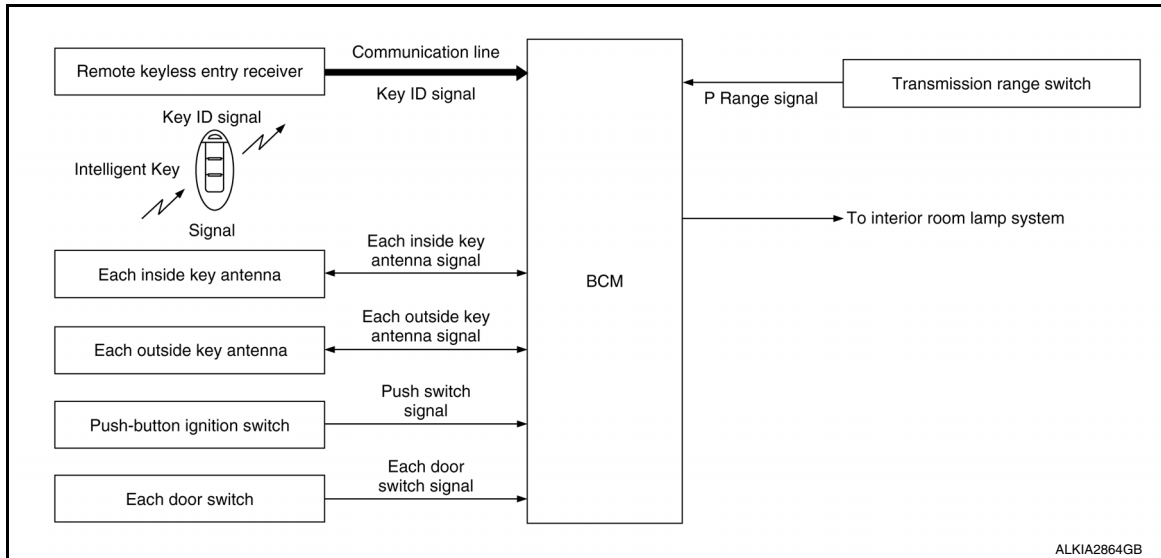 Remote keyless entry receiver
Communication line
Key ID signal
Key ID signal
Intelligent Key
Signal
Each inside key antenna
Each inside key
antenna signal
Each outside key antenna
Each outside key
antenna signal
Push-button ignition switch
Push switch
signal
Each door switch
Each door
switch signal
BCM
Transmission range switch
P Range signal
To interior room lamp system
ALKIA2864GB